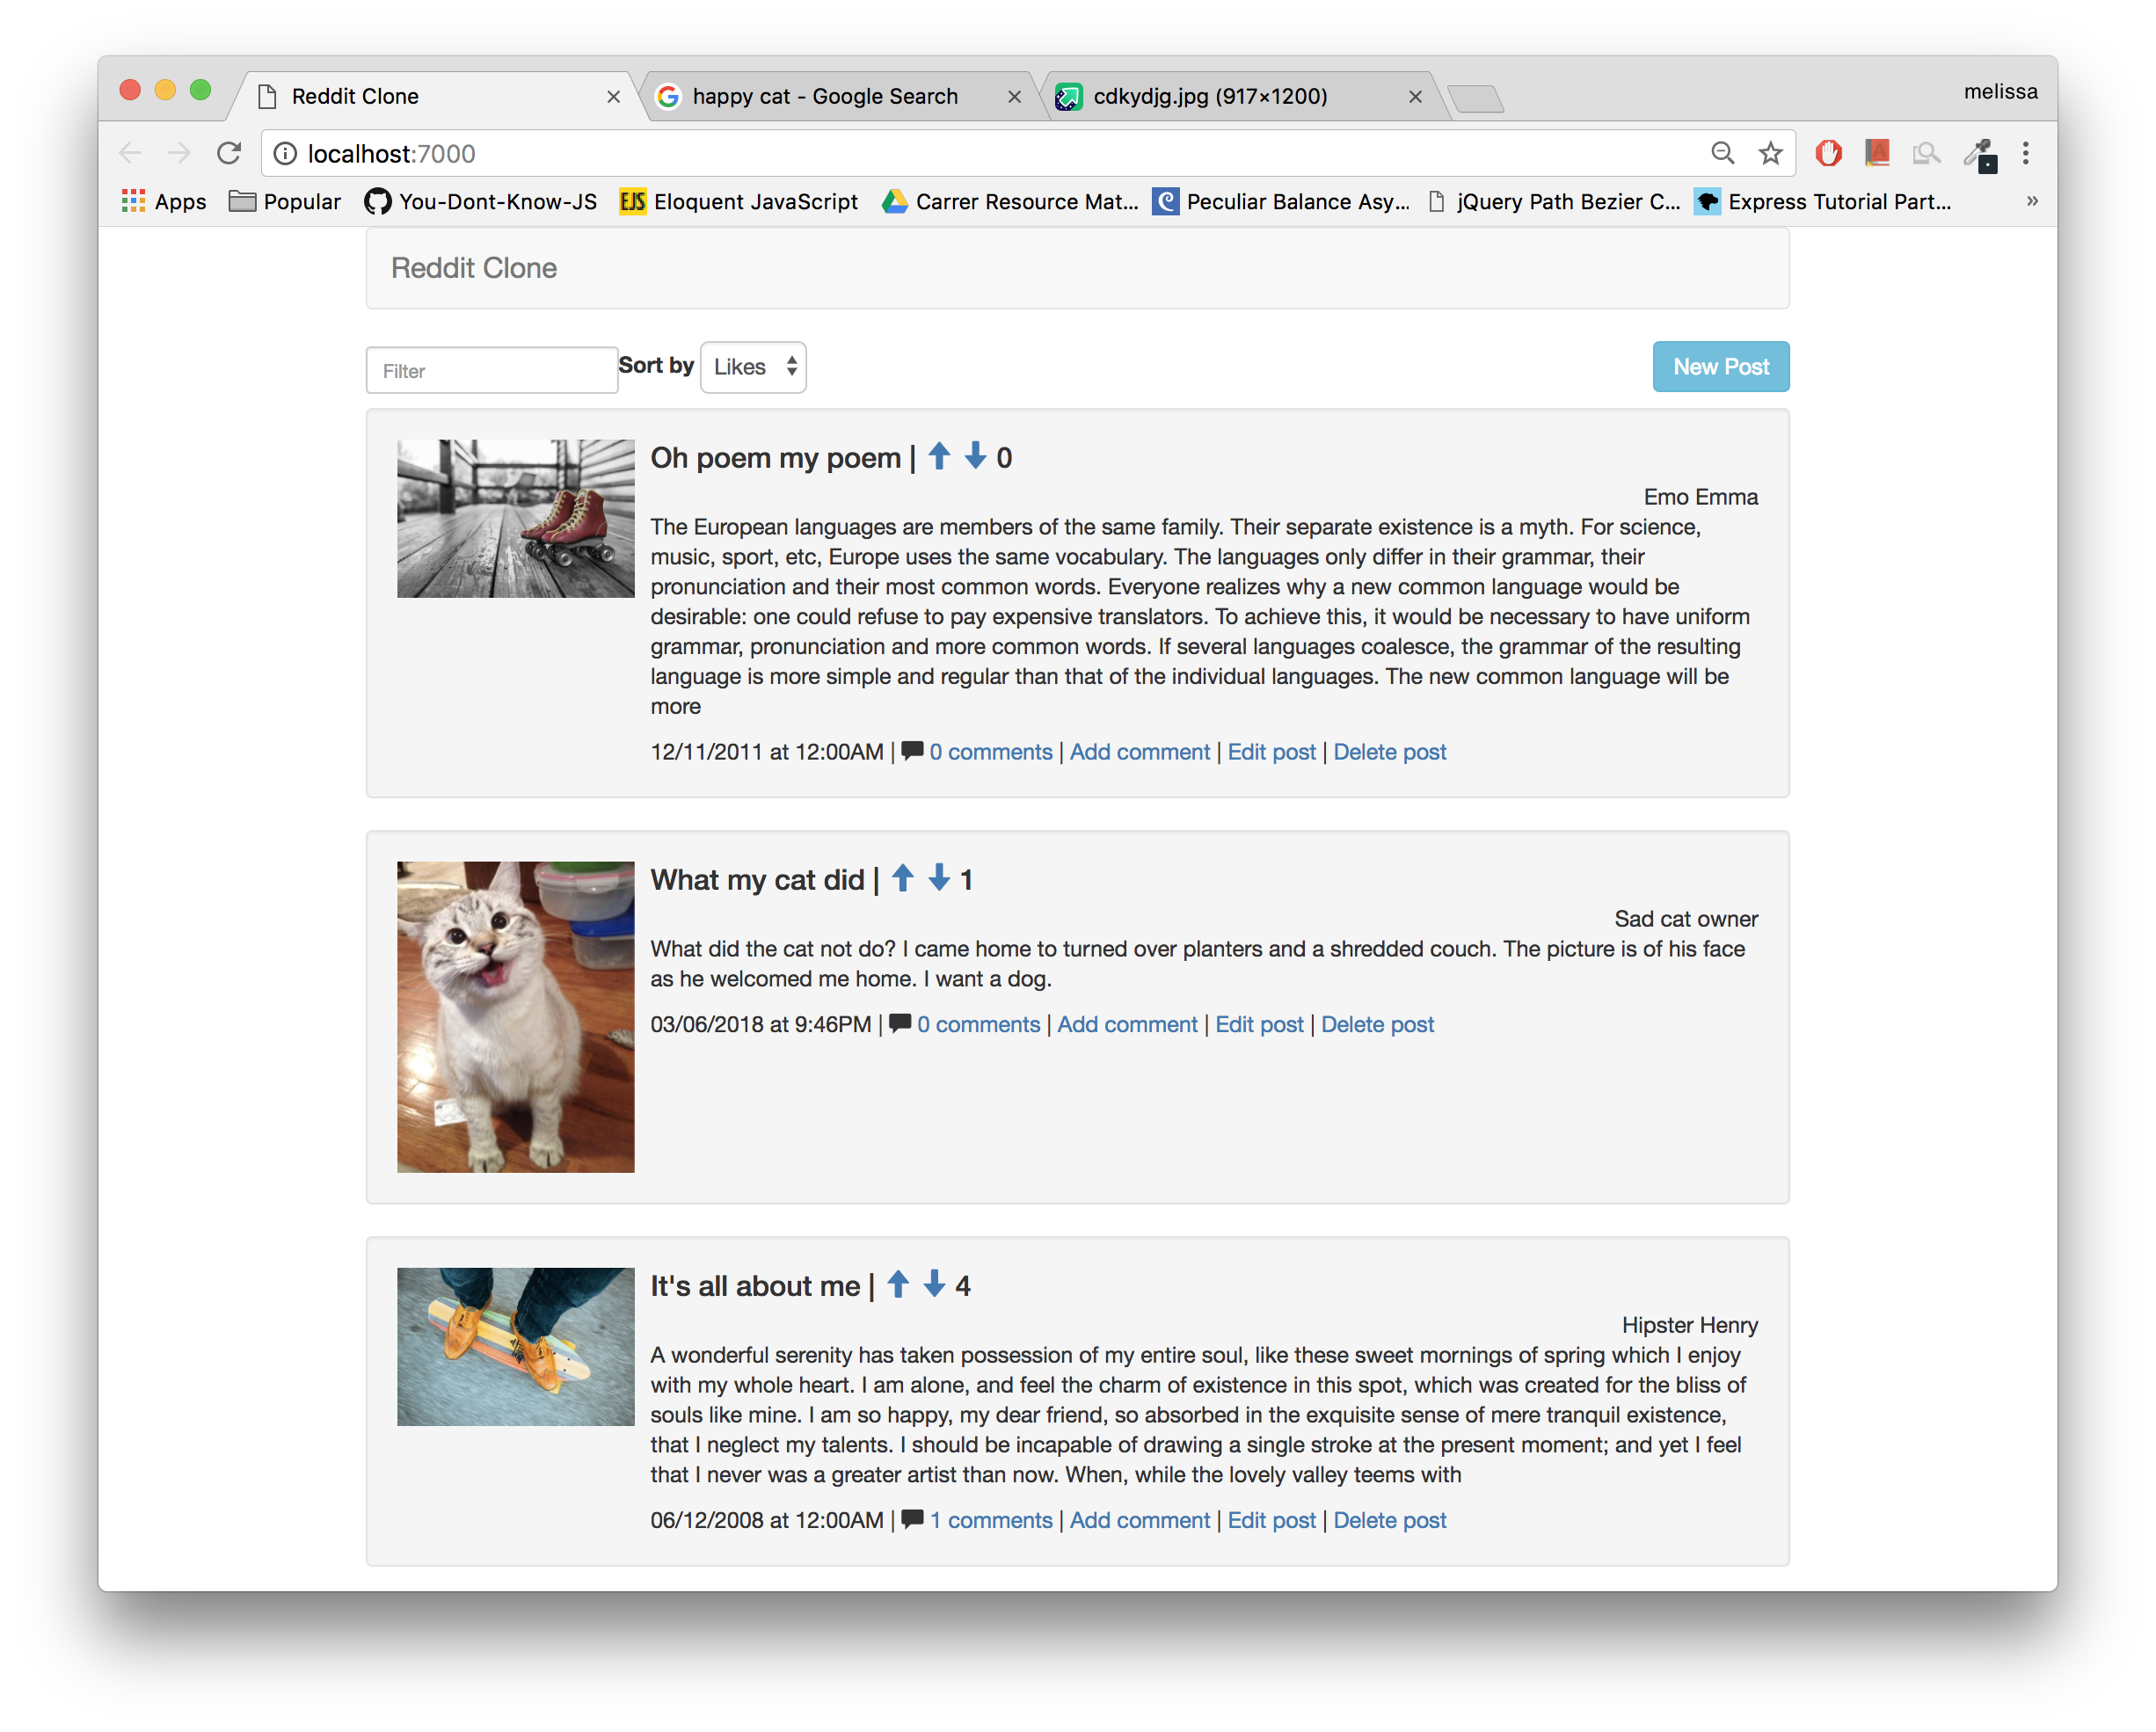 Reddit Clone
happy cat - Google Search
cdkydjg.jpg (917×1200)
melissa
localhost:7000
Apps
Popular
You-Dont-Know-JS
EJS
Eloquent JavaScript
Carrer Resource Mat...
Peculiar Balance Asy...
jQuery Path Bezier C...
Express Tutorial Part...
»
Reddit Clone
Filter
Sort by
Likes
New Post
Oh poem my poem | 0
Emo Emma
The European languages are members of the same family. Their separate existence is a myth. For science,
music, sport, etc, Europe uses the same vocabulary. The languages only differ in their grammar, their
pronunciation and their most common words. Everyone realizes why a new common language would be
desirable: one could refuse to pay expensive translators. To achieve this, it would be necessary to have uniform
grammar, pronunciation and more common words. If several languages coalesce, the grammar of the resulting
language is more simple and regular than that of the individual languages. The new common language will be
more
12/11/2011 at 12:00AM | 0 comments | Add comment | Edit post | Delete post
What my cat did | 1
Sad cat owner
What did the cat not do? I came home to turned over planters and a shredded couch. The picture is of his face
as he welcomed me home. I want a dog.
03/06/2018 at 9:46PM | 0 comments | Add comment | Edit post | Delete post
It's all about me | 4
Hipster Henry
A wonderful serenity has taken possession of my entire soul, like these sweet mornings of spring which I enjoy
with my whole heart. I am alone, and feel the charm of existence in this spot, which was created for the bliss of
souls like mine. I am so happy, my dear friend, so absorbed in the exquisite sense of mere tranquil existence,
that I neglect my talents. I should be incapable of drawing a single stroke at the present moment; and yet I feel
that I never was a greater artist than now. When, while the lovely valley teems with
06/12/2008 at 12:00AM | 1 comments | Add comment | Edit post | Delete post